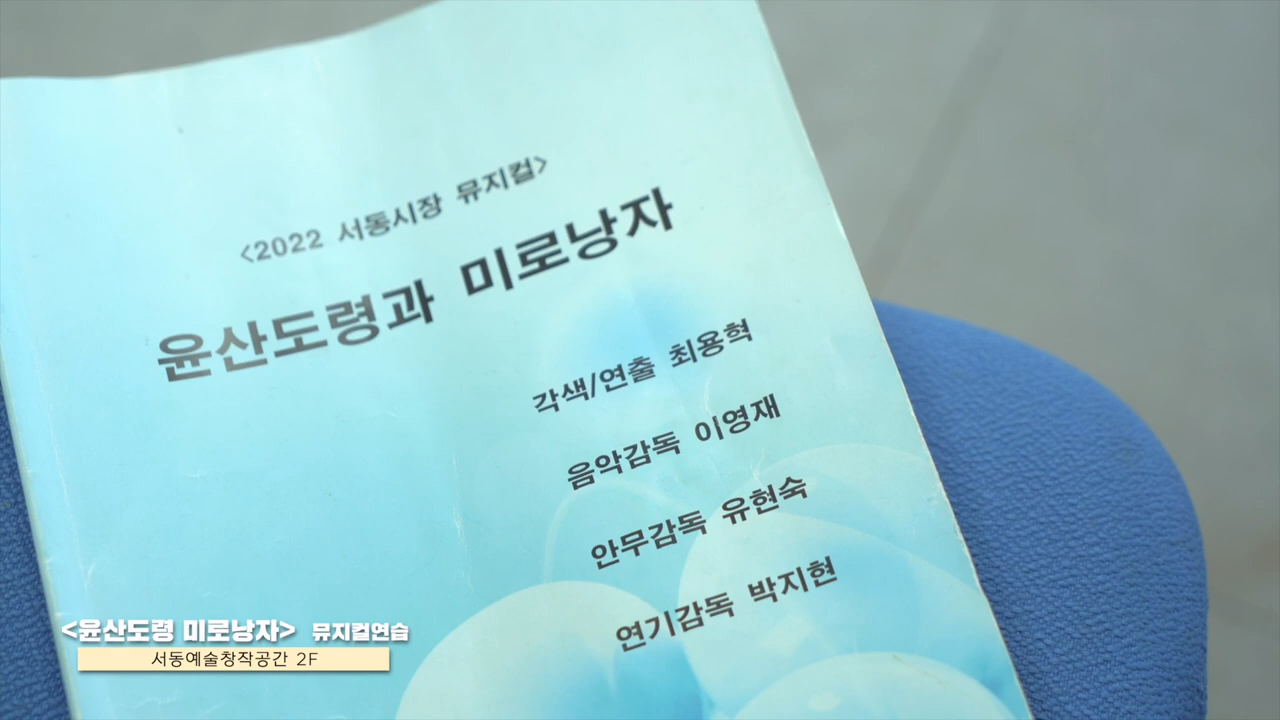 <2022 서동시장 뮤지컬>
윤산도령과 미로낭자
각색/연출 최용혁
음악감독 이영재
안무감독 유현숙
연기감독 박지현
<윤산도령 미로낭자> 뮤지컬연습
서동예술창작공간 2F